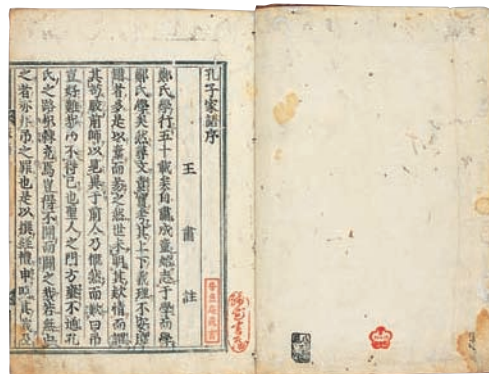 孔子家語序
王肅註
鄭氏學行五十載矣自肅成童始志于學而學
鄭氏學矣然尋文責實考其上下義理不安違
錯者多是以奪而易之然世未明其款情而謂
其苟駁前師以見異于前人乃慨然而歎曰予
豈好難哉予不得已也聖人之門方壅不通孔
氏之路枳棘充焉豈得不開而闢之哉若無由
之者亦非予之罪也是以撰經禮申明其義及